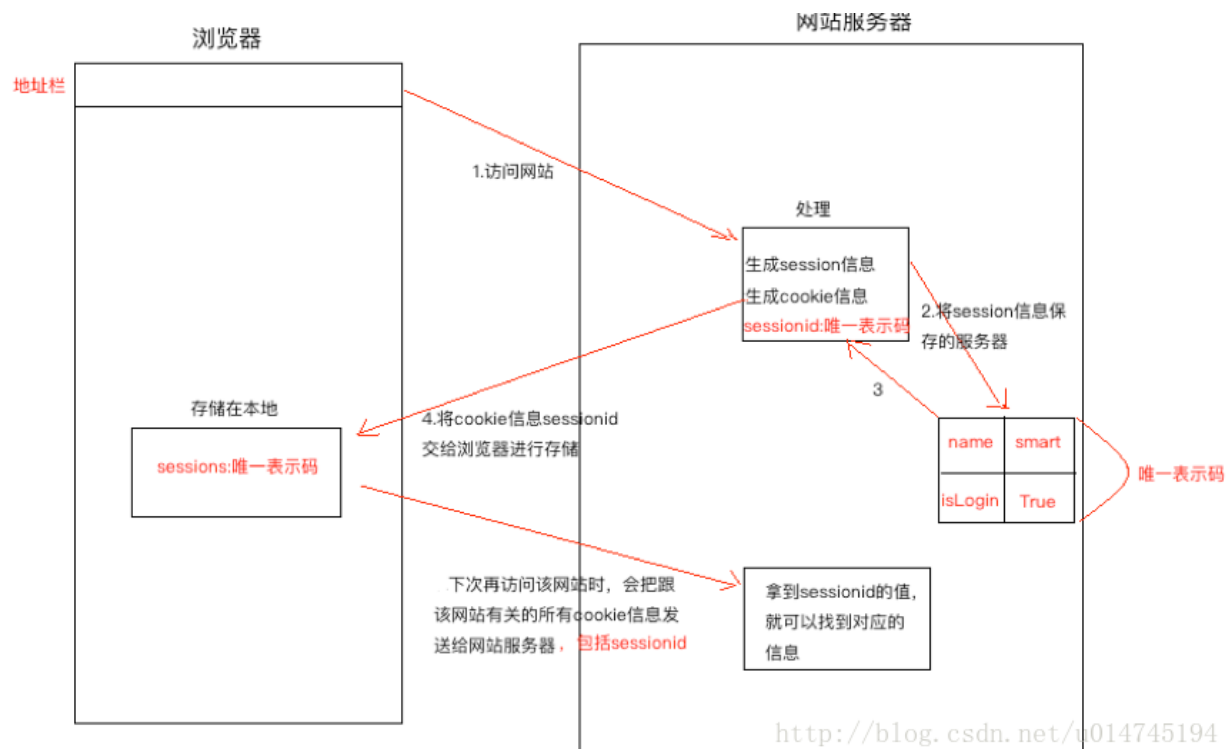 浏览器
网站服务器
地址栏
1.访问网站
处理
生成session信息
生成cookie信息
sessionid:唯一表示码
2.将session信息保
存的服务器
3
存储在本地
sessions:唯一表示码
4.将cookie信息sessionid
交给浏览器进行存储
name
smart
isLogin
True
唯一表示码
下次再访问该网站时，会把跟
该网站有关的所有cookie信息发
送给网站服务器，包括sessionid
拿到sessionid的值，
就可以找到对应的
信息
http://blog.csdn.net/u014745194